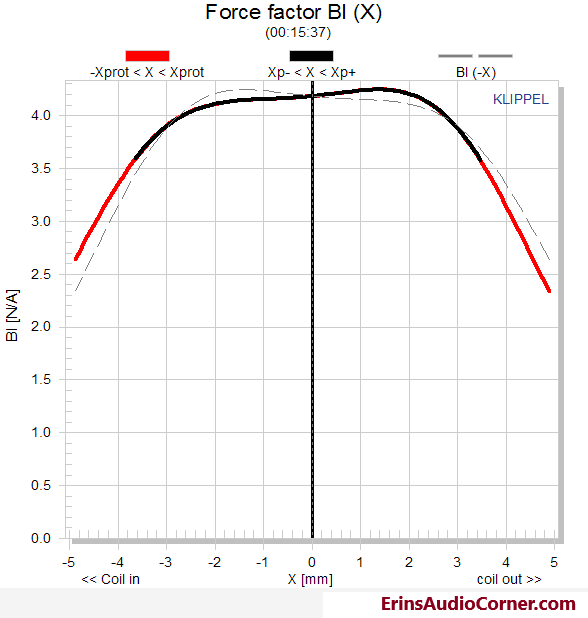 Force factor Bl (X)
(00:15:37)
-Xprot < X < Xprot Xp- < X < Xp+ Bl (-X)
KLIPPEL
4.0
3.5
3.0
2.5
2.0
1.5
1.0
0.5
0.0
Bl [N/A]
-5 -4 -3 -2 -1 0 1 2 3 4 5
<< Coil in X [mm] coil out >>
ErinsAudioCorner.com